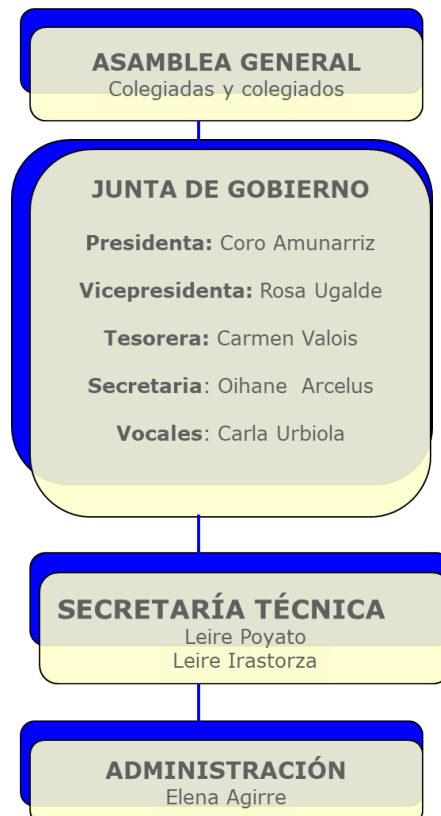 ASAMBLEA GENERAL
Colegiadas y colegiados
JUNTA DE GOBIERNO
Presidenta: Coro Amunarriz
Vicepresidenta: Rosa Ugalde
Tesorera: Carmen Valois
Secretaria: Oihane  Arcelus
Vocales: Carla Urbiola
SECRETARÍA TÉCNICA
Leire Poyato
Leire Irastorza
ADMINISTRACIÓN
Elena Agirre